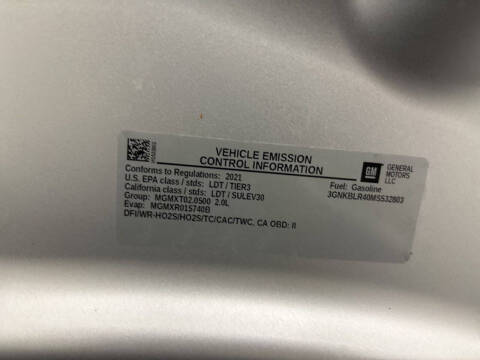 VEHICLE EMISSION
CONTROL INFORMATION
Conforms to Regulations: 2021
U.S. EPA class / stds: LDT / TIER3
California class / stds: LDT / SULEV30
Group: MGMXT02.0500 2.0L
Evap: MGMXR015740B
DFI/WR-HO2S/HO2S/TC/CAC/TWC, CA OBD: II
GM
GENERAL
MOTORS
LLC
Fuel: Gasoline
3GNKBLR40MS532803